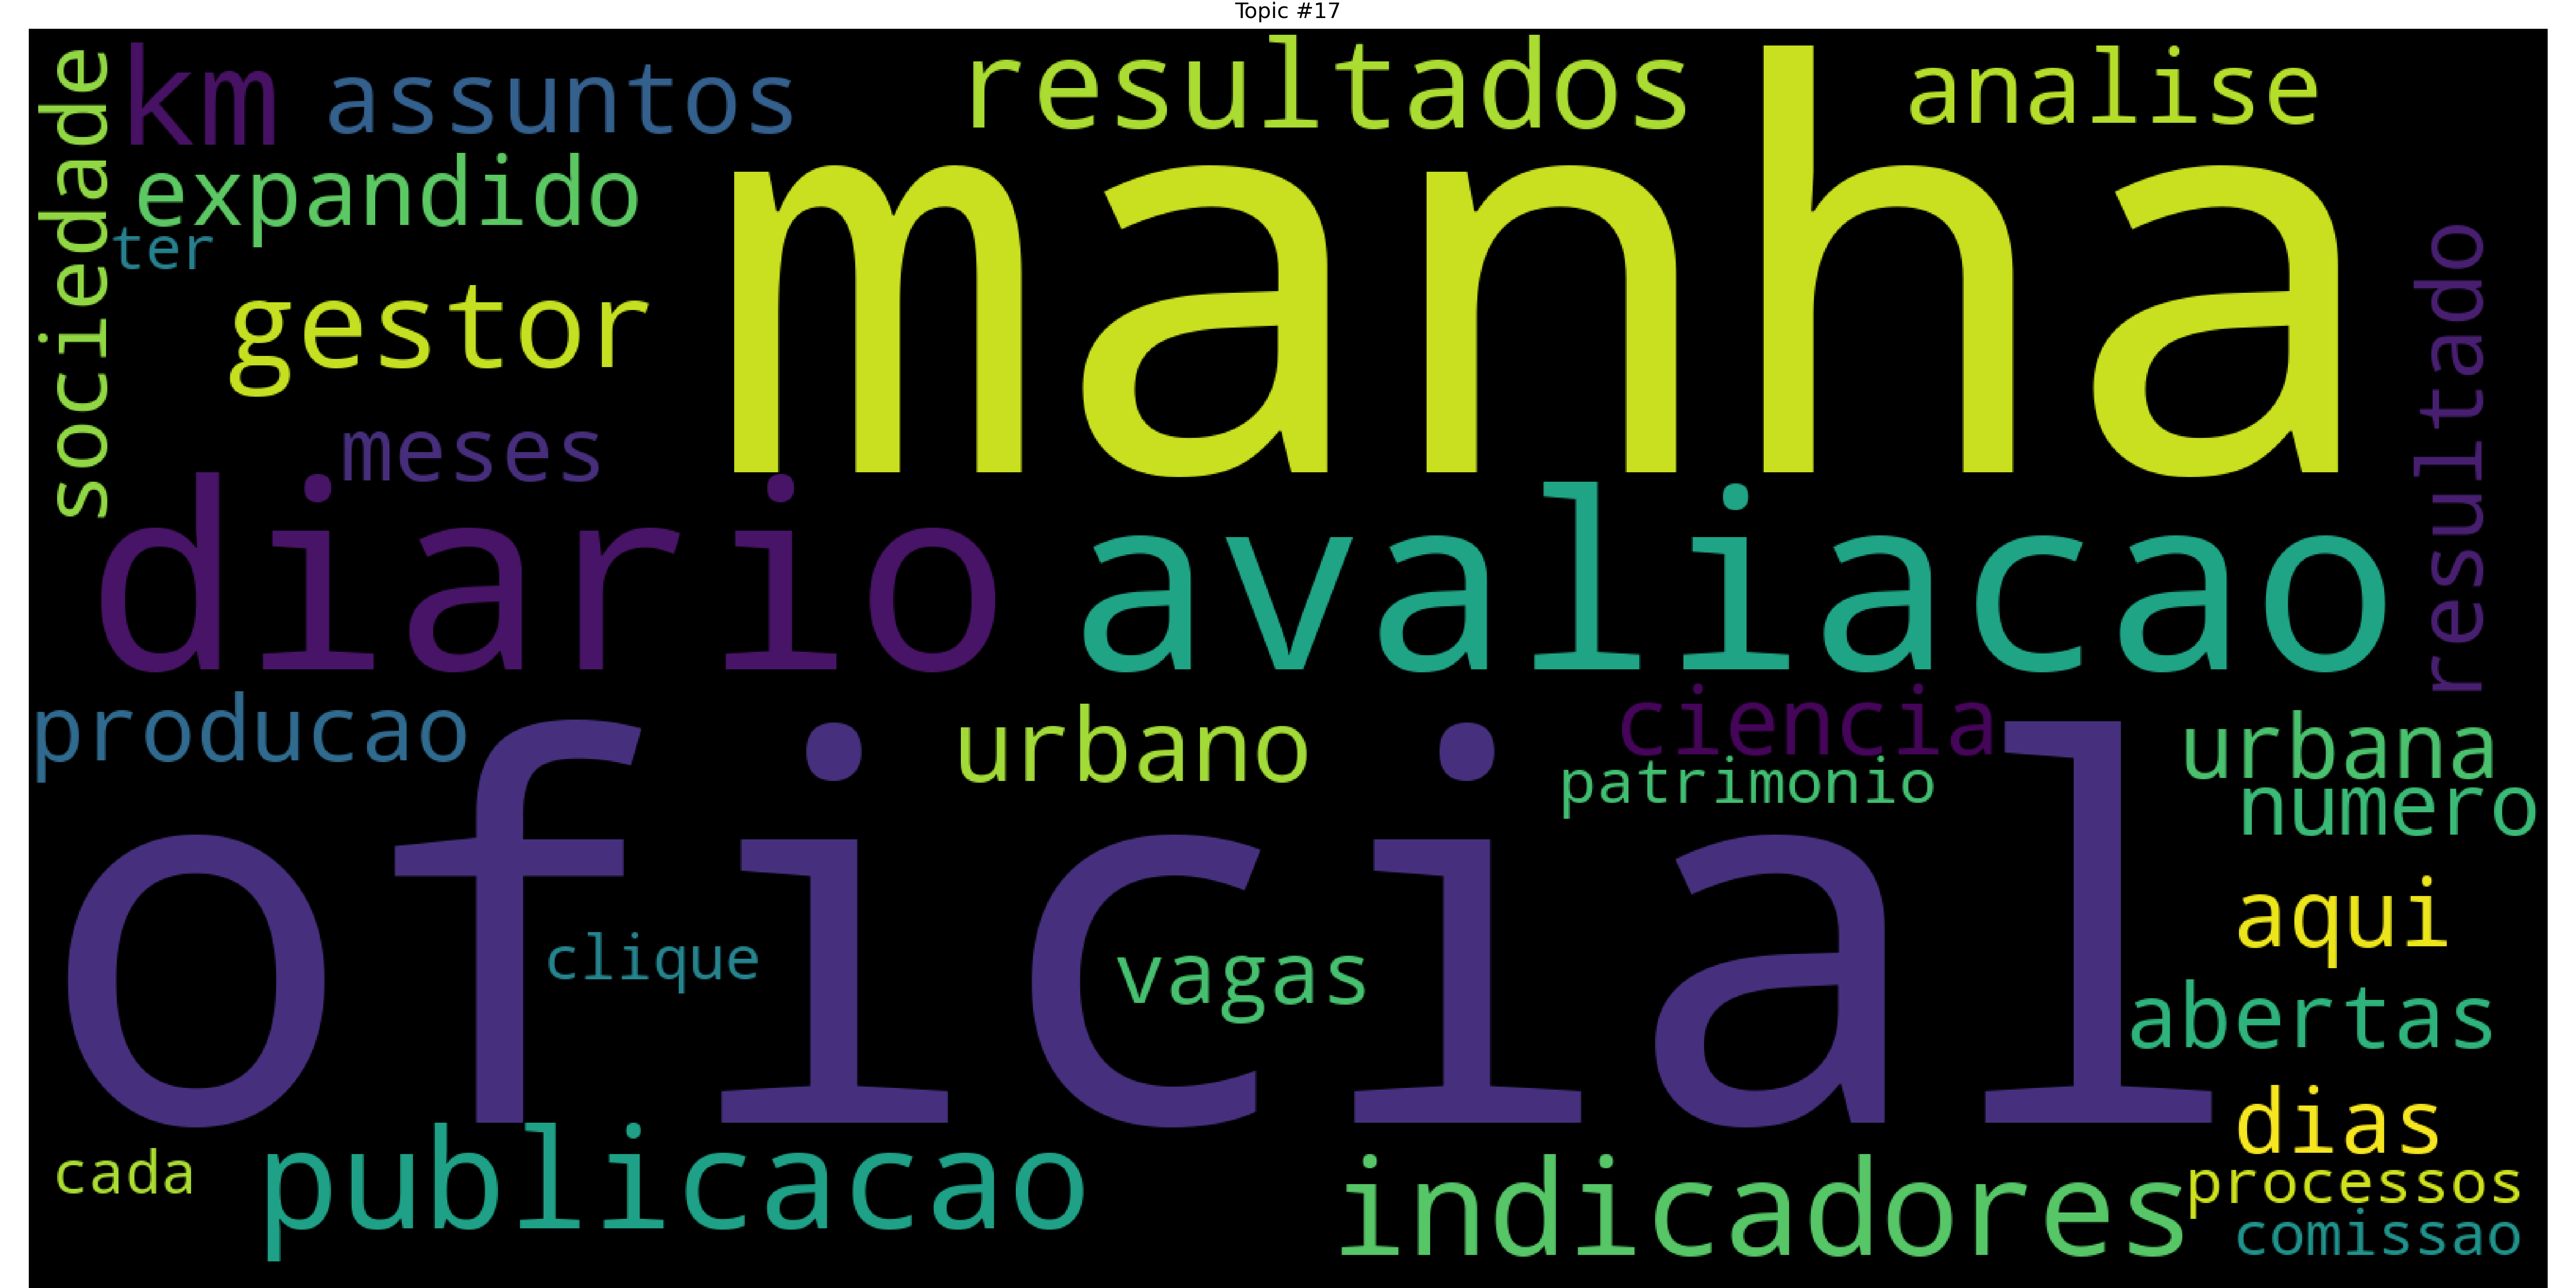 Topic #17
sociedade
km
assuntos
resultados
analise
expandido
ter
manha
gestor
resultado
meses
diario
avaliacao
producao
urbano
ciencia
patrimonio
urbana
numero
oficial
aqui
clique
vagas
abertas
dias
cada
publicacao
indicadores
processos
comissao